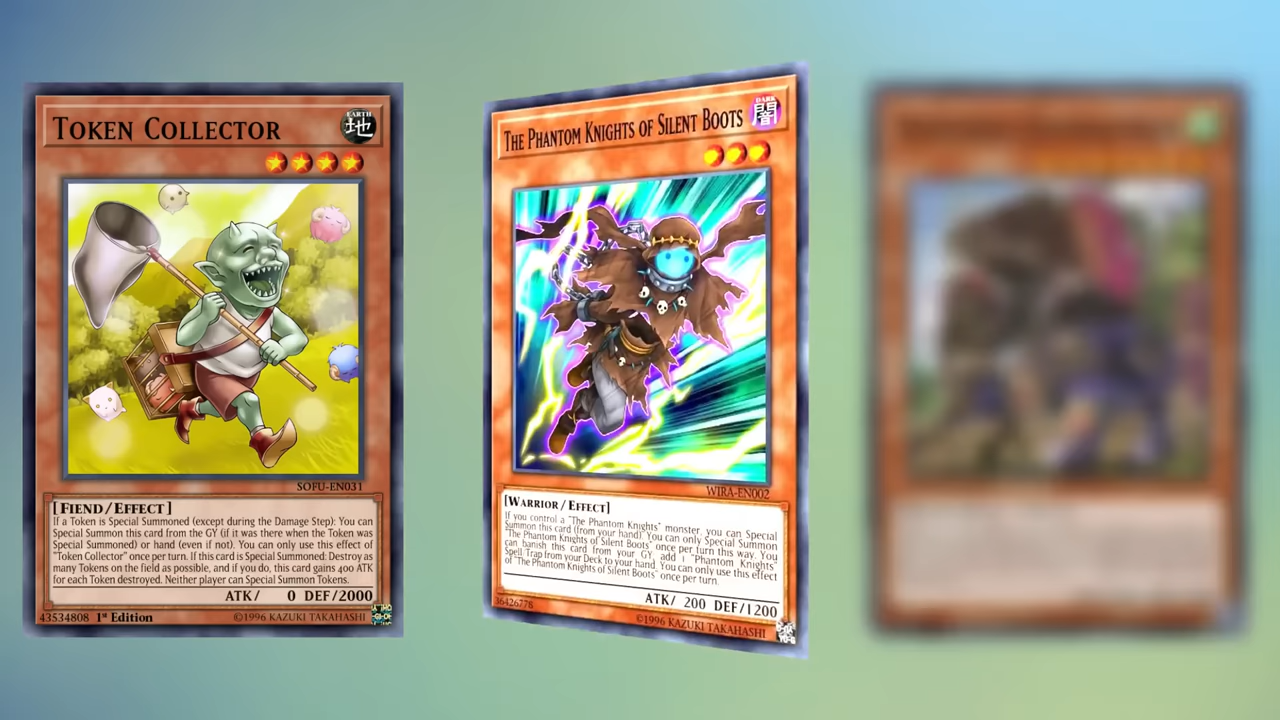 TOKEN COLLECTOR
EARTH
地
SOFU-EN031
[FIEND/EFFECT]
If a Token is Special Summoned (except during the Damage Step): You can
Special Summon this card from the GY (if it was there when the Token was
Special Summoned) or hand (even if not). You can only use this effect of
"Token Collector" once per turn. If this card is Special Summoned: Destroy as
many Tokens on the field as possible, and if you do, this card gains 400 ATK
for each Token destroyed. Neither player can Special Summon Tokens.
ATK/ 0 DEF/2000
43534808 1st Edition ©1996 KAZUKI TAKAHASHI
THE PHANTOM KNIGHTS OF SILENT BOOTS
DARK
闇
WIRA-EN002
[WARRIOR/EFFECT]
If you control a "The Phantom Knights" monster, you can Special
Summon this card (from your hand). You can only Special Summon
"The Phantom Knights of Silent Boots" once per turn this way. You
can banish this card from your GY, add 1 "Phantom Knights"
Spell/Trap from your Deck to your hand. You can only use this effect
of "The Phantom Knights of Silent Boots" once per turn.
ATK/ 200 DEF/1200
36426778 ©1996 KAZUKI TAKAHASHI